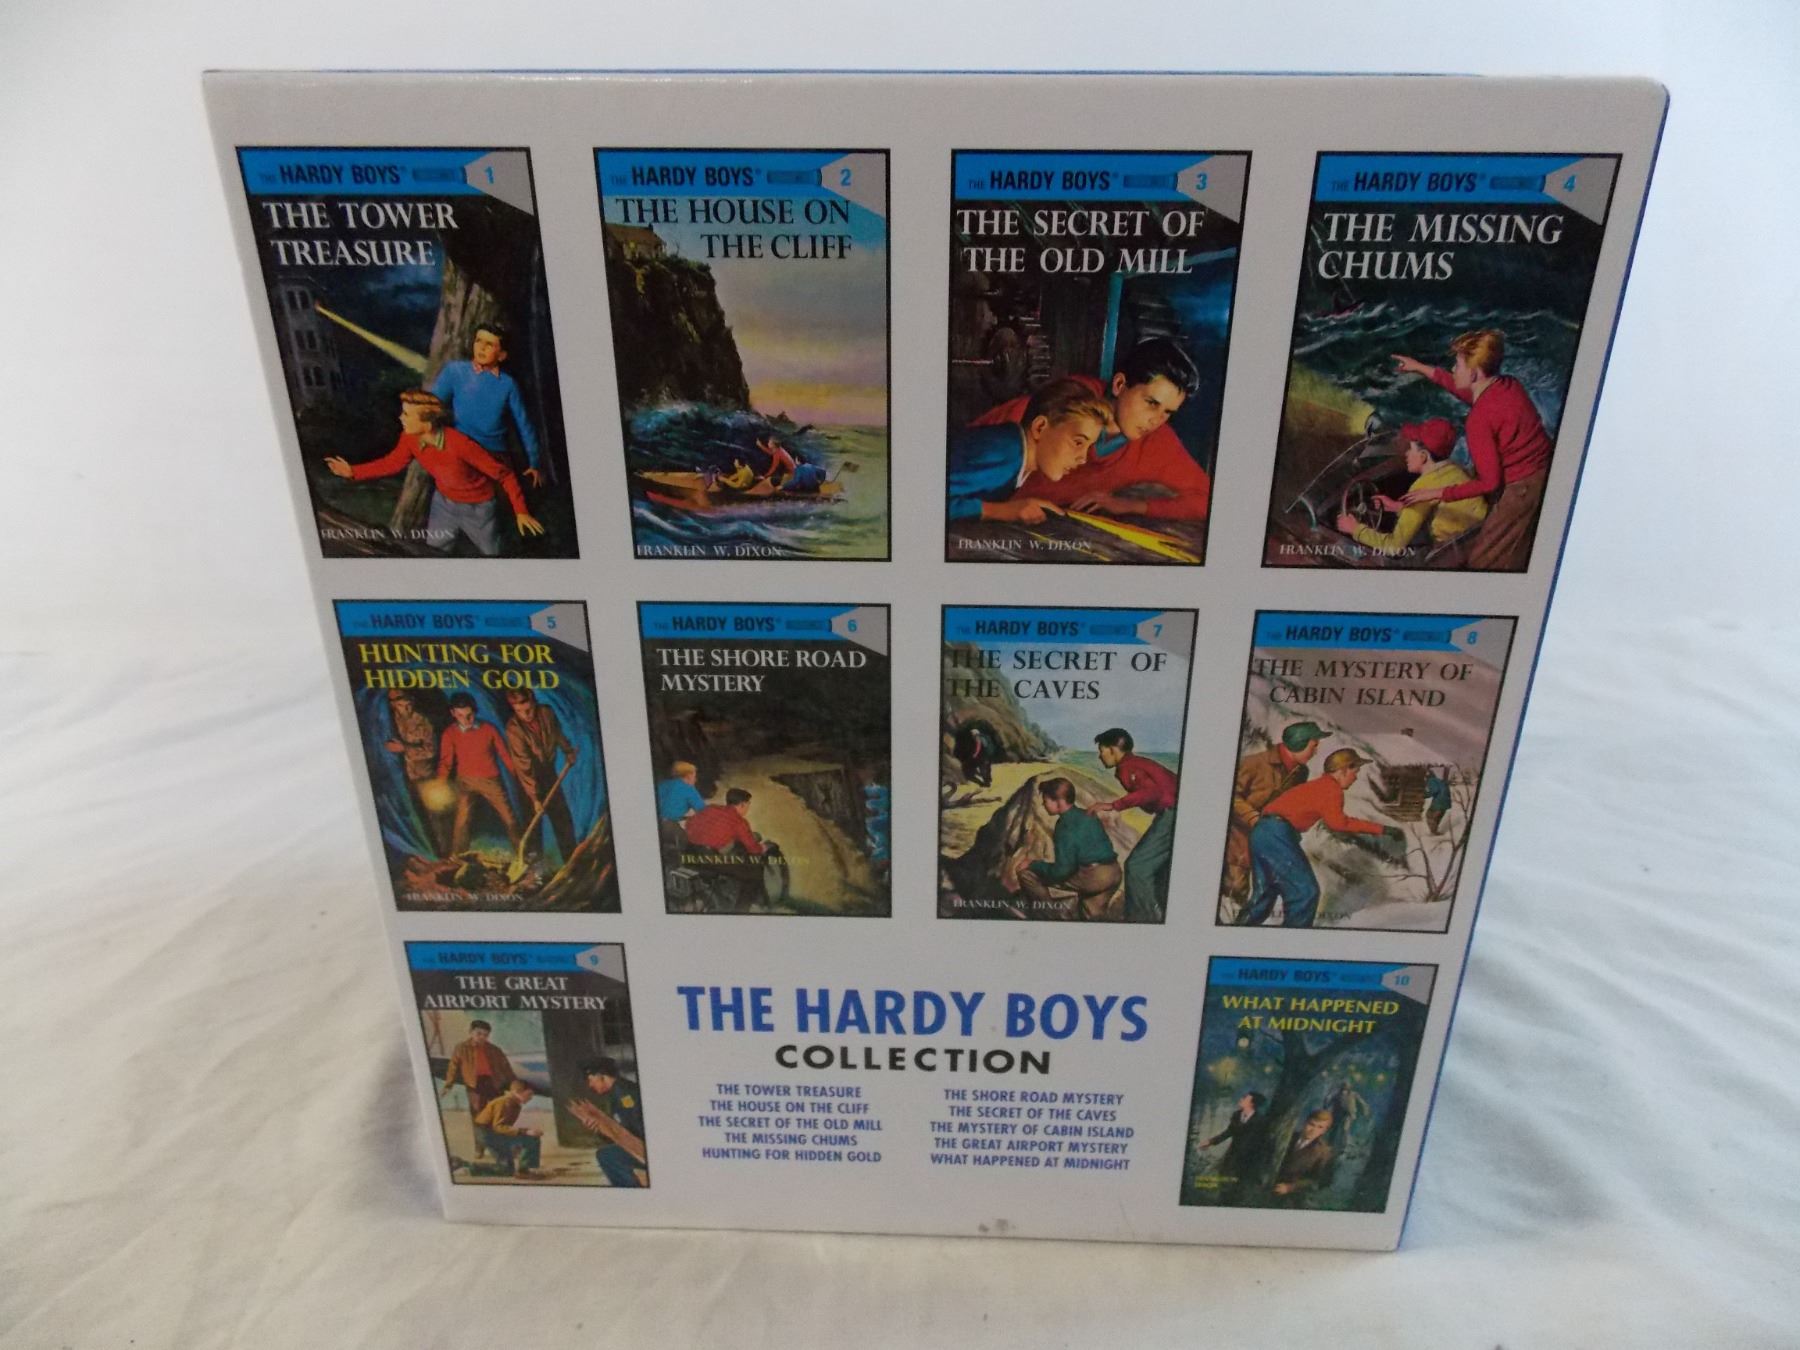 THE HARDY BOYS® 1
THE TOWER
TREASURE
FRANKLIN W. DIXON
THE HARDY BOYS® 2
THE HOUSE ON
THE CLIFF
FRANKLIN W. DIXON
THE HARDY BOYS® 3
THE SECRET OF
THE OLD MILL
FRANKLIN W. DIXON
THE HARDY BOYS® 4
THE MISSING
CHUMS
FRANKLIN W. DIXON
THE HARDY BOYS® 5
HUNTING FOR
HIDDEN GOLD
FRANKLIN W. DIXON
THE HARDY BOYS® 6
THE SHORE ROAD
MYSTERY
FRANKLIN W. DIXON
THE HARDY BOYS® 7
THE SECRET OF
THE CAVES
FRANKLIN W. DIXON
THE HARDY BOYS® 8
THE MYSTERY OF
CABIN ISLAND
FRANKLIN W. DIXON
THE HARDY BOYS® 9
THE GREAT
AIRPORT MYSTERY
THE HARDY BOYS
COLLECTION
THE TOWER TREASURE
THE HOUSE ON THE CLIFF
THE SECRET OF THE OLD MILL
THE MISSING CHUMS
HUNTING FOR HIDDEN GOLD
THE SHORE ROAD MYSTERY
THE SECRET OF THE CAVES
THE MYSTERY OF CABIN ISLAND
THE GREAT AIRPORT MYSTERY
WHAT HAPPENED AT MIDNIGHT
THE HARDY BOYS® 10
WHAT HAPPENED
AT MIDNIGHT
FRANKLIN W.
DIXON